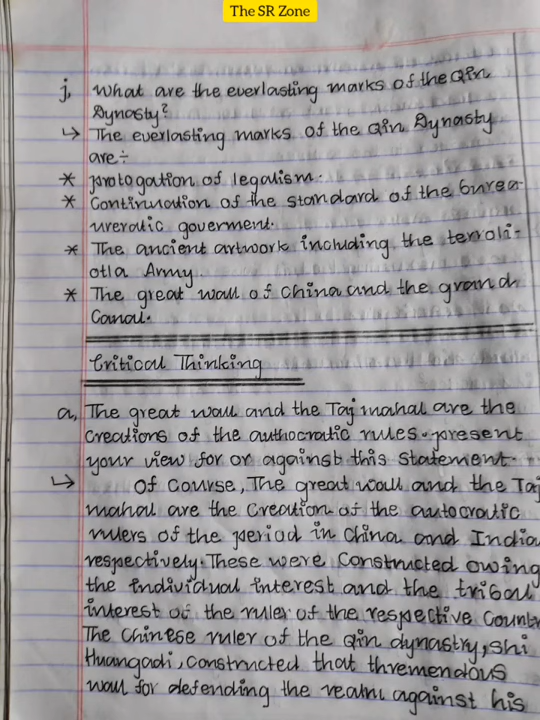 The SR Zone
j, what are the everlasting marks of the Qin
Dynasty?
↳ The everlasting marks of the Qin Dynasty
are÷
* protogation of legalism.
* Continuation of the standard of the burea-
ureratic goverment.
* The ancient artwork including the terroli-
otla Army.
* The great wall of China and the grand
Canal.
Critical Thinking
a, The great wall and the Taj mahal are the
Creations of the authocratic rules. present
your view for or against this statement.
↳ Of Course, The great wall and the Taj
mahal are the Creation of the autocratic
rulers of the period in China and India
respectively. These were Constructed owing
the individual interest and the tribal
interest of the ruler of the respective Countr
The Chinese ruler of the Qin dynastry, shi
Huangadi, Constructed that thremendous
wall for defending the realm against his